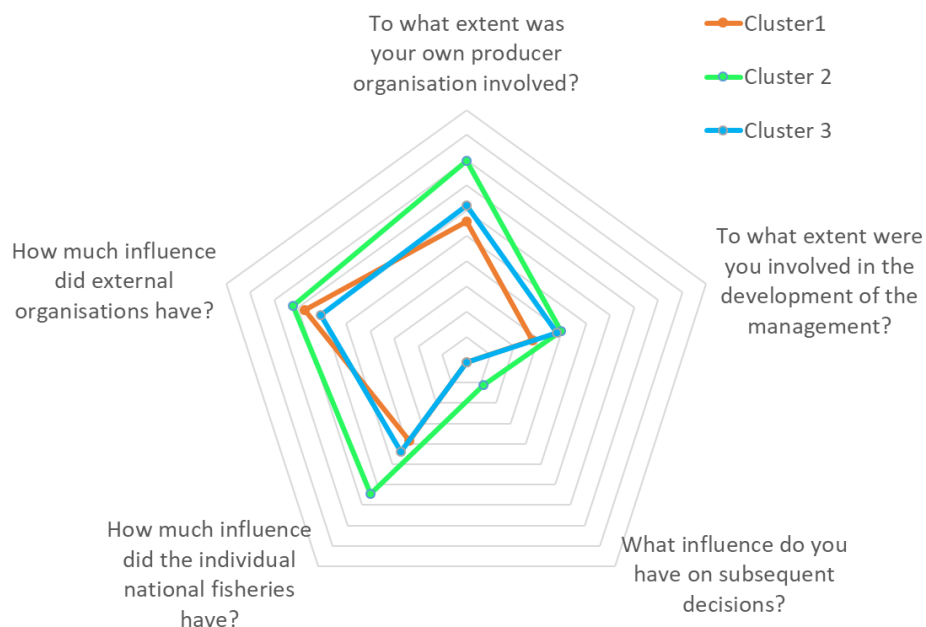 To what extent was
your own producer
organisation involved?
Cluster1
Cluster 2
Cluster 3
To what extent were
you involved in the
development of the
management?
What influence do you
have on subsequent
decisions?
How much influence
did the individual
national fisheries
have?
How much influence
did external
organisations have?